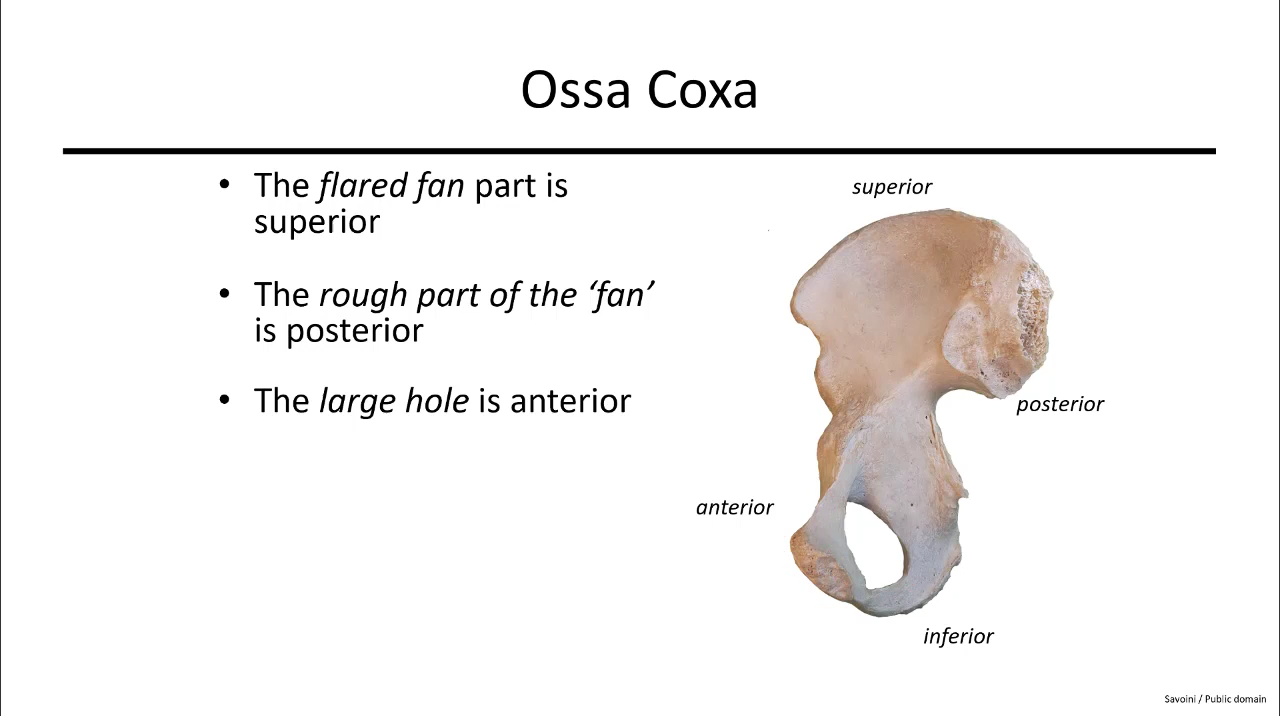 Ossa Coxa
• The flared fan part is
superior
• The rough part of the ‘fan’
is posterior
• The large hole is anterior
superior
posterior
anterior
inferior
Savoini / Public domain